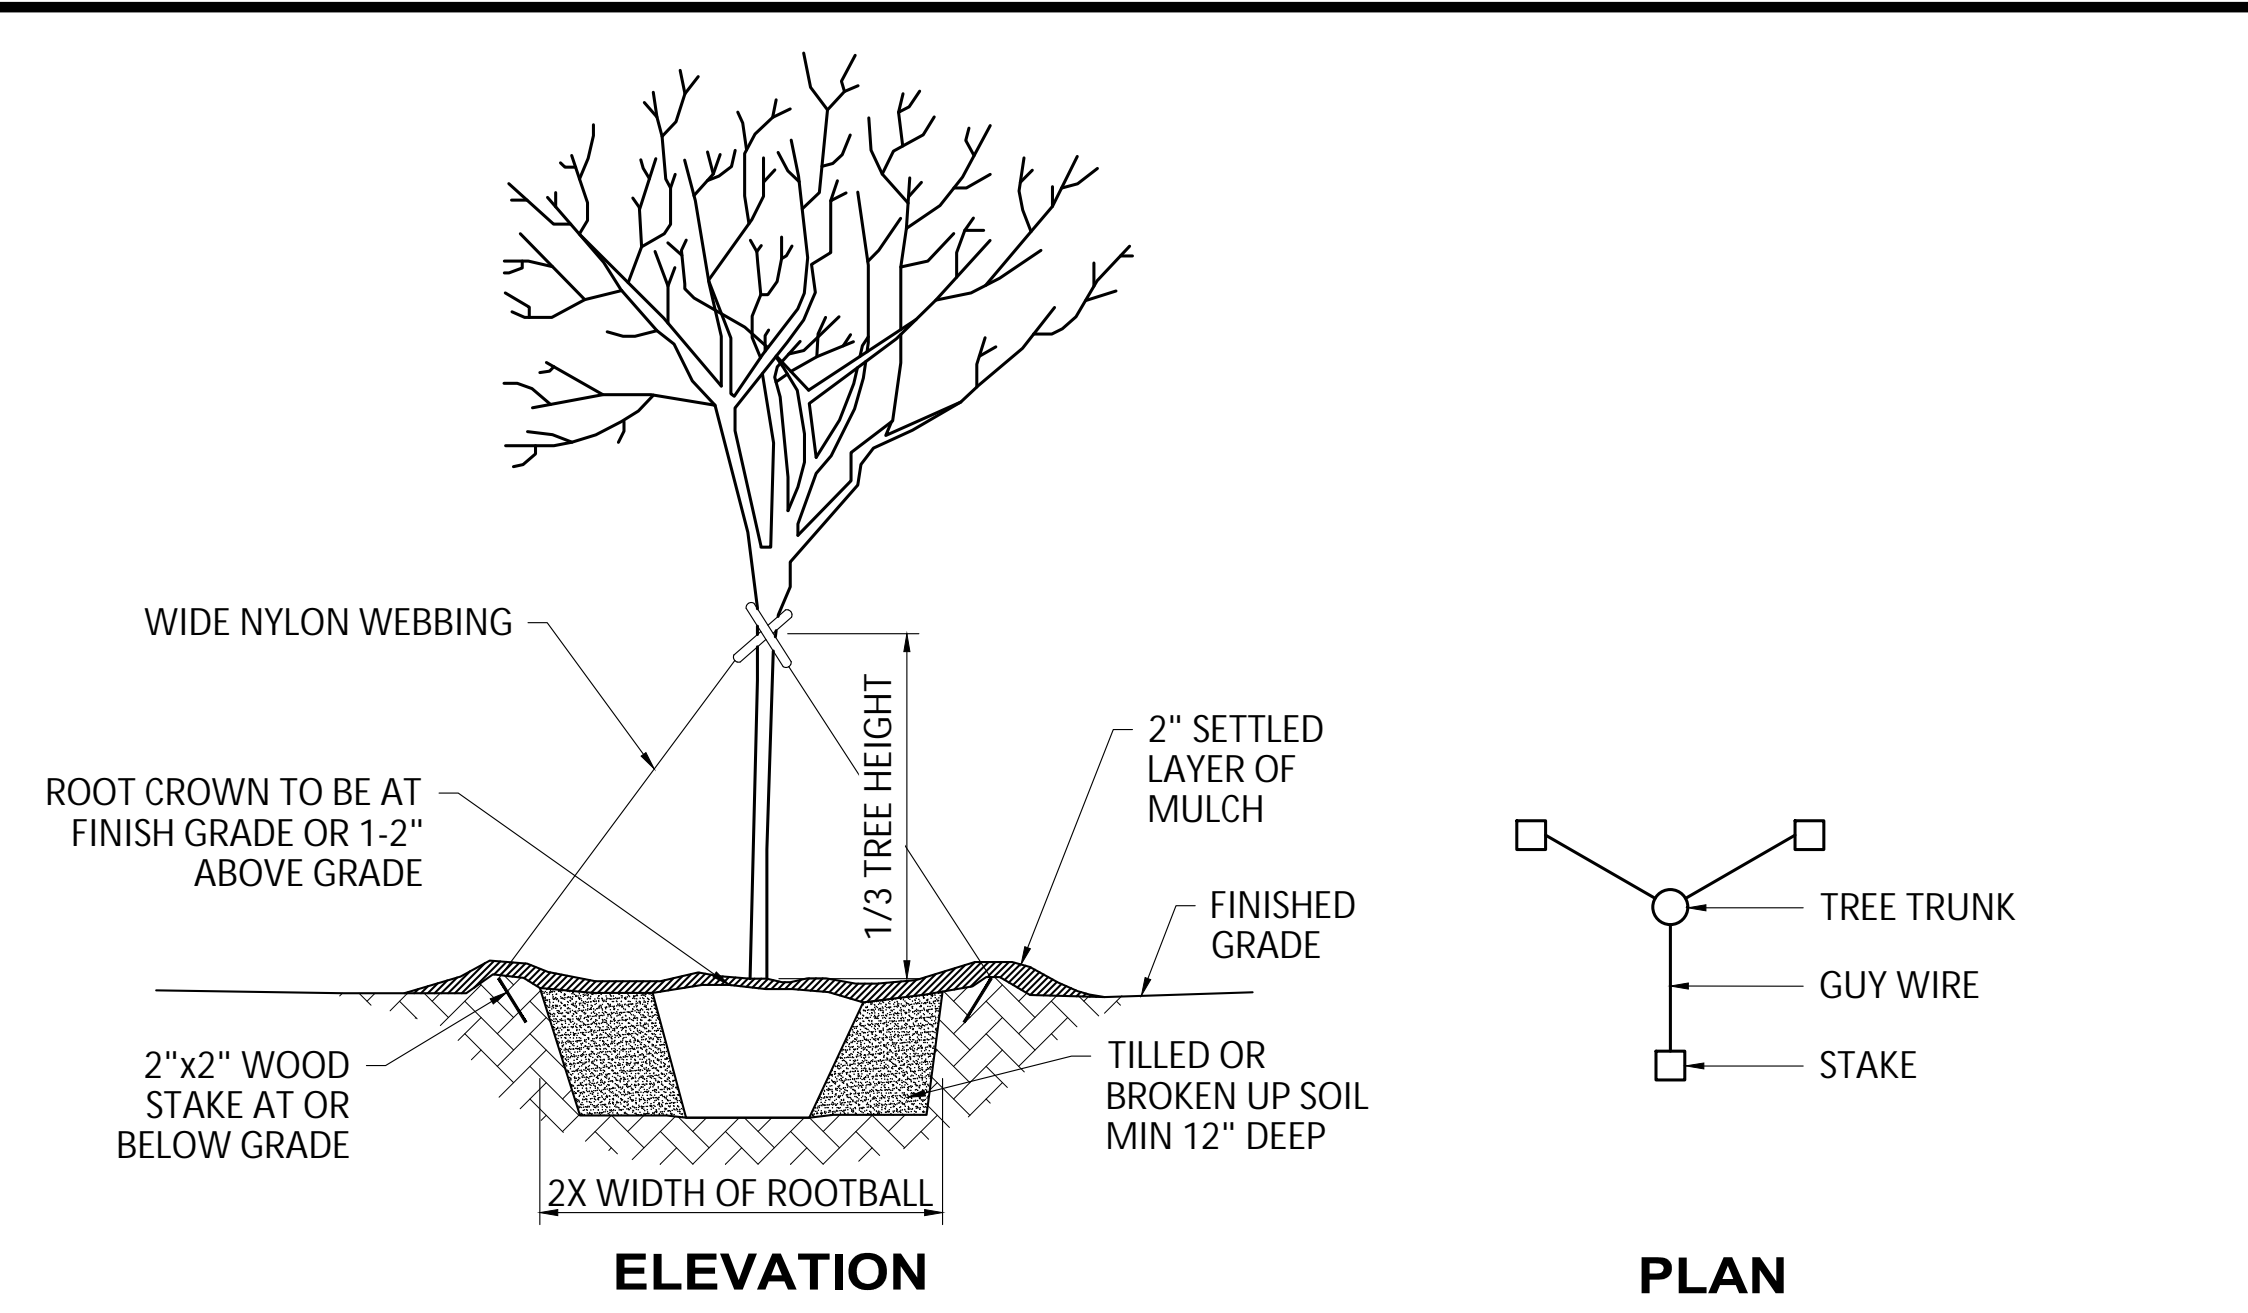 WIDE NYLON WEBBING
ROOT CROWN TO BE AT
FINISH GRADE OR 1-2"
ABOVE GRADE
2"x2" WOOD
STAKE AT OR
BELOW GRADE
1/3 TREE HEIGHT
2" SETTLED
LAYER OF
MULCH
FINISHED
GRADE
TILLED OR
BROKEN UP SOIL
MIN 12" DEEP
2X WIDTH OF ROOTBALL
ELEVATION
TREE TRUNK
GUY WIRE
STAKE
PLAN